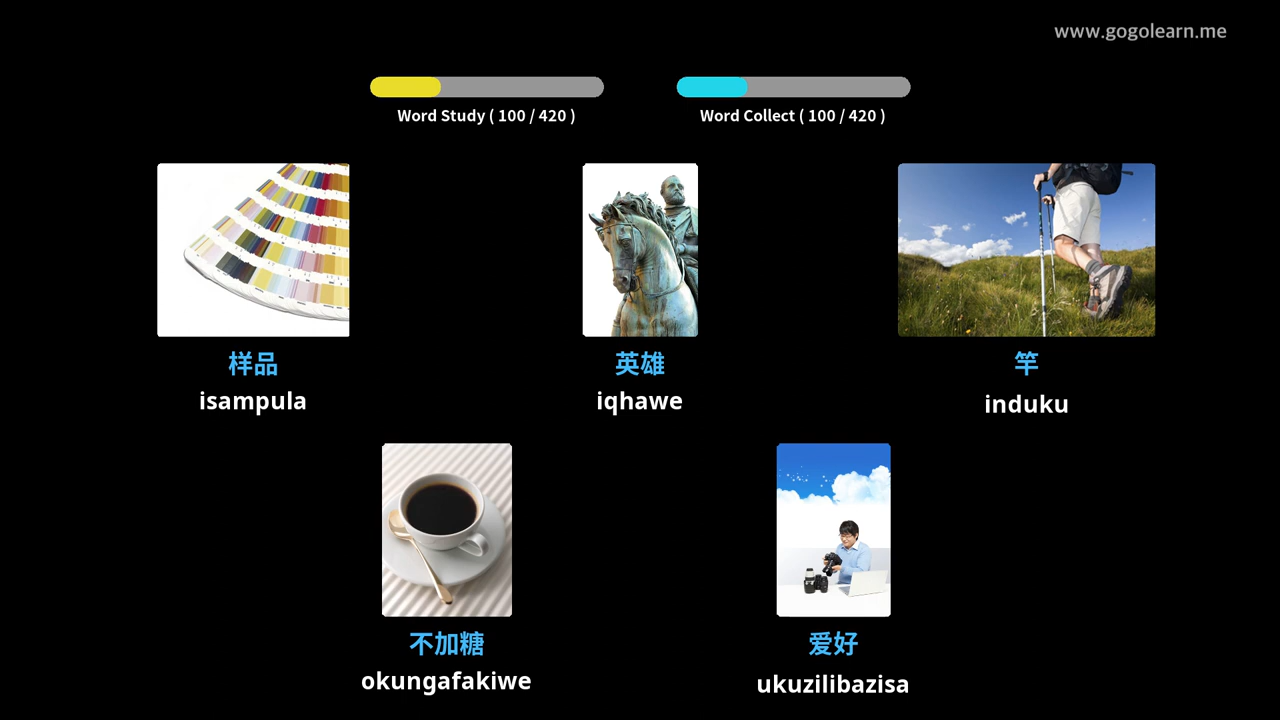 www.gogolearn.me
Word Study ( 100 / 420 )
Word Collect ( 100 / 420 )
样品
isampula
英雄
iqhawe
竿
induku
不加糖
okungafakiwe
爱好
ukuzilibazisa